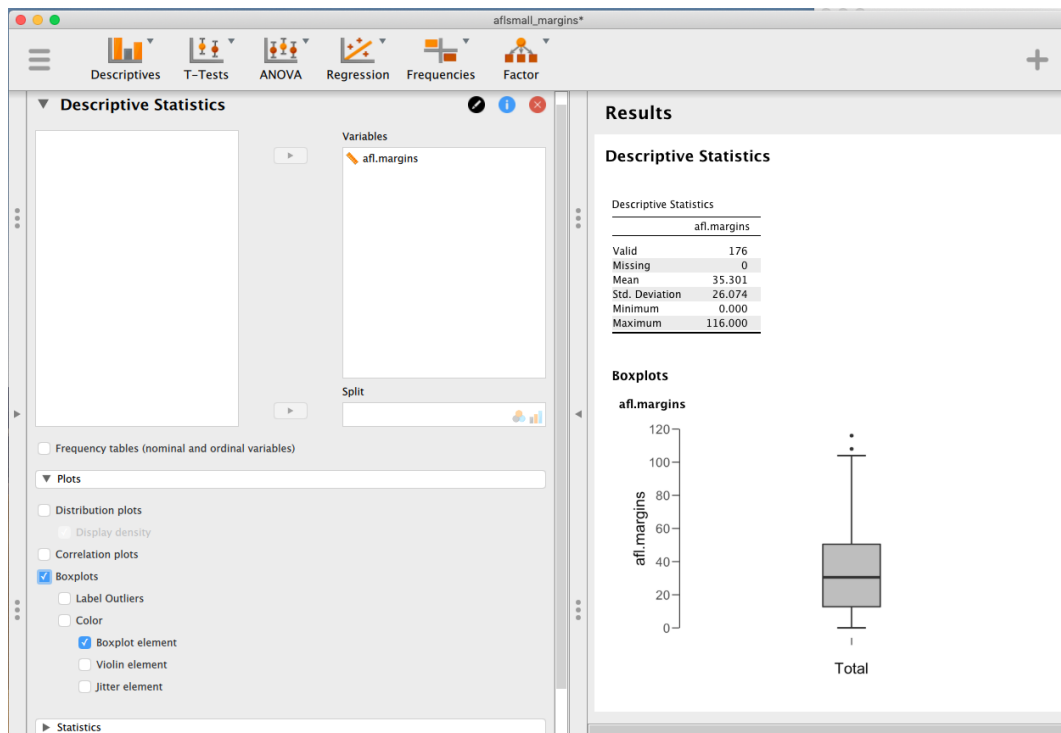 aflsmall_margins*
Descriptives T-Tests ANOVA Regression Frequencies Factor
Descriptive Statistics
Variables
afl.margins
Split
Frequency tables (nominal and ordinal variables)
Plots
Distribution plots
Display density
Correlation plots
Boxplots
Label Outliers
Color
Boxplot element
Violin element
Jitter element
Statistics
Results
Descriptive Statistics
Descriptive Statistics
afl.margins
Valid 176
Missing 0
Mean 35.301
Std. Deviation 26.074
Minimum 0.000
Maximum 116.000
Boxplots
afl.margins
120
100
80
60
40
20
0
afl.margins
Total